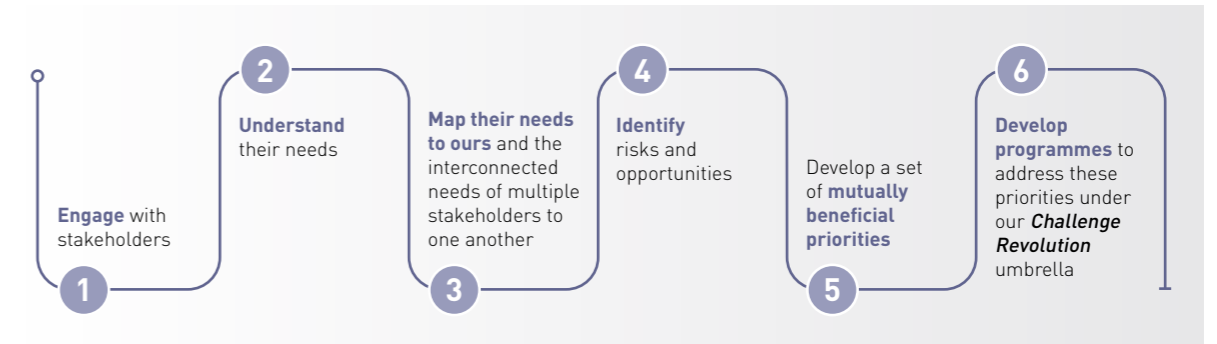 1
Engage with
stakeholders
2
Understand
their needs
3
Map their needs
to ours and the
interconnected
needs of multiple
stakeholders to
one another
4
Identify
risks and
opportunities
5
Develop a set
of mutually
beneficial
priorities
6
Develop
programmes to
address these
priorities under
our Challenge
Revolution
umbrella